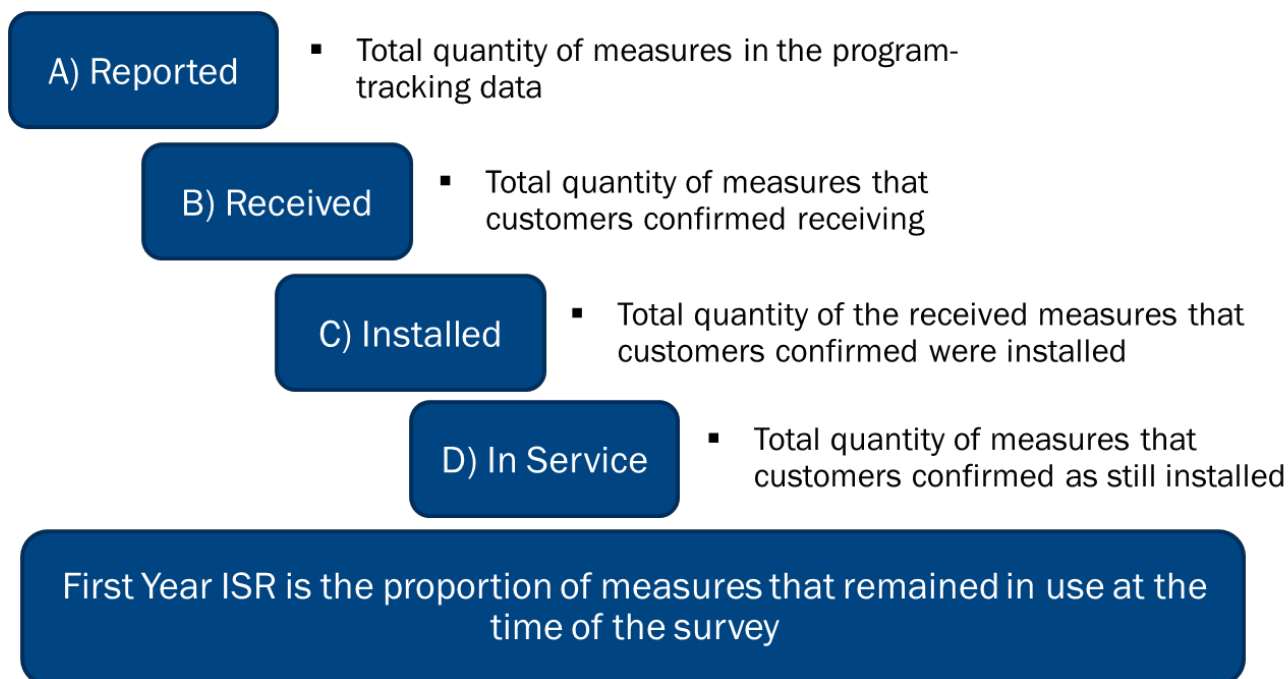 A) Reported
▪ Total quantity of measures in the program-
tracking data
B) Received
▪ Total quantity of measures that
customers confirmed receiving
C) Installed
▪ Total quantity of the received measures that
customers confirmed were installed
D) In Service
▪ Total quantity of measures that
customers confirmed as still installed
First Year ISR is the proportion of measures that remained in use at the
time of the survey